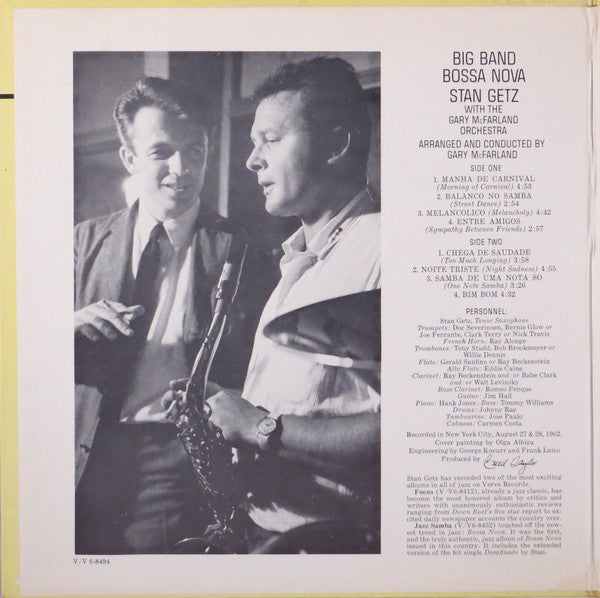 BIG BAND
BOSSA NOVA
STAN GETZ
WITH THE
GARY McFARLAND
ORCHESTRA
ARRANGED AND CONDUCTED BY
GARY McFARLAND
SIDE ONE
1. MANHA DE CARNIVAL
(Morning of Carnival) 4:53
2. BALANCO NO SAMBA
(Street Dance) 2:54
3. MELANCOLICO (Melancholy) 4:42
4. ENTRE AMIGOS
(Sympathy Between Friends) 2:57
SIDE TWO
1. CHEGA DE SAUDADE
(Too Much Longing) 3:58
2. NOITE TRISTE (Night Sadness) 4:55
3. SAMBA DE UMA NOTA SO
(One Note Samba) 3:26
4. BIM BOM 4:32
PERSONNEL:
Stan Getz, Tenor Saxophone
Trumpets: Doc Severinsen, Bernie Glow or
Joe Ferrante, Clark Terry or Nick Travis
French Horn: Ray Alonge
Trombones: Tony Studd, Bob Brookmeyer or
Willie Dennis
Flute: Gerald Sanfino or Ray Beckenstein
Alto Flute: Eddie Caine
Clarinet: Ray Beckenstein and/or Babe Clark
and/or Walt Levinsky
Bass Clarinet: Romeo Penque
Guitar: Jim Hall
Piano: Hank Jones; Bass: Tommy Williams
Drums: Johnny Rae
Tambourine: Jose Paulo
Cabassa: Carmen Costa
Recorded in New York City, August 27 & 28, 1962.
Cover painting by Olga Albizu
Engineering by George Kneurr and Frank Laico
Produced by Creed Taylor
Stan Getz has recorded two of the most exciting
albums in all of jazz on Verve Records.
Focus (V/V6-8412), already a jazz classic, has
become the most honored album by critics and
writers with unanimously enthusiastic reviews
ranging from Down Beat's five star report to ex-
cited daily newspaper accounts the country over.
Jazz Samba (V/V6-8432) touched off the new-
est trend in jazz: Bossa Nova. It was the first,
and the truly authentic, jazz album of Bossa Nova
issued in this country. It includes the extended
version of the hit single Desafinado by Stan.
V/V 6-8494